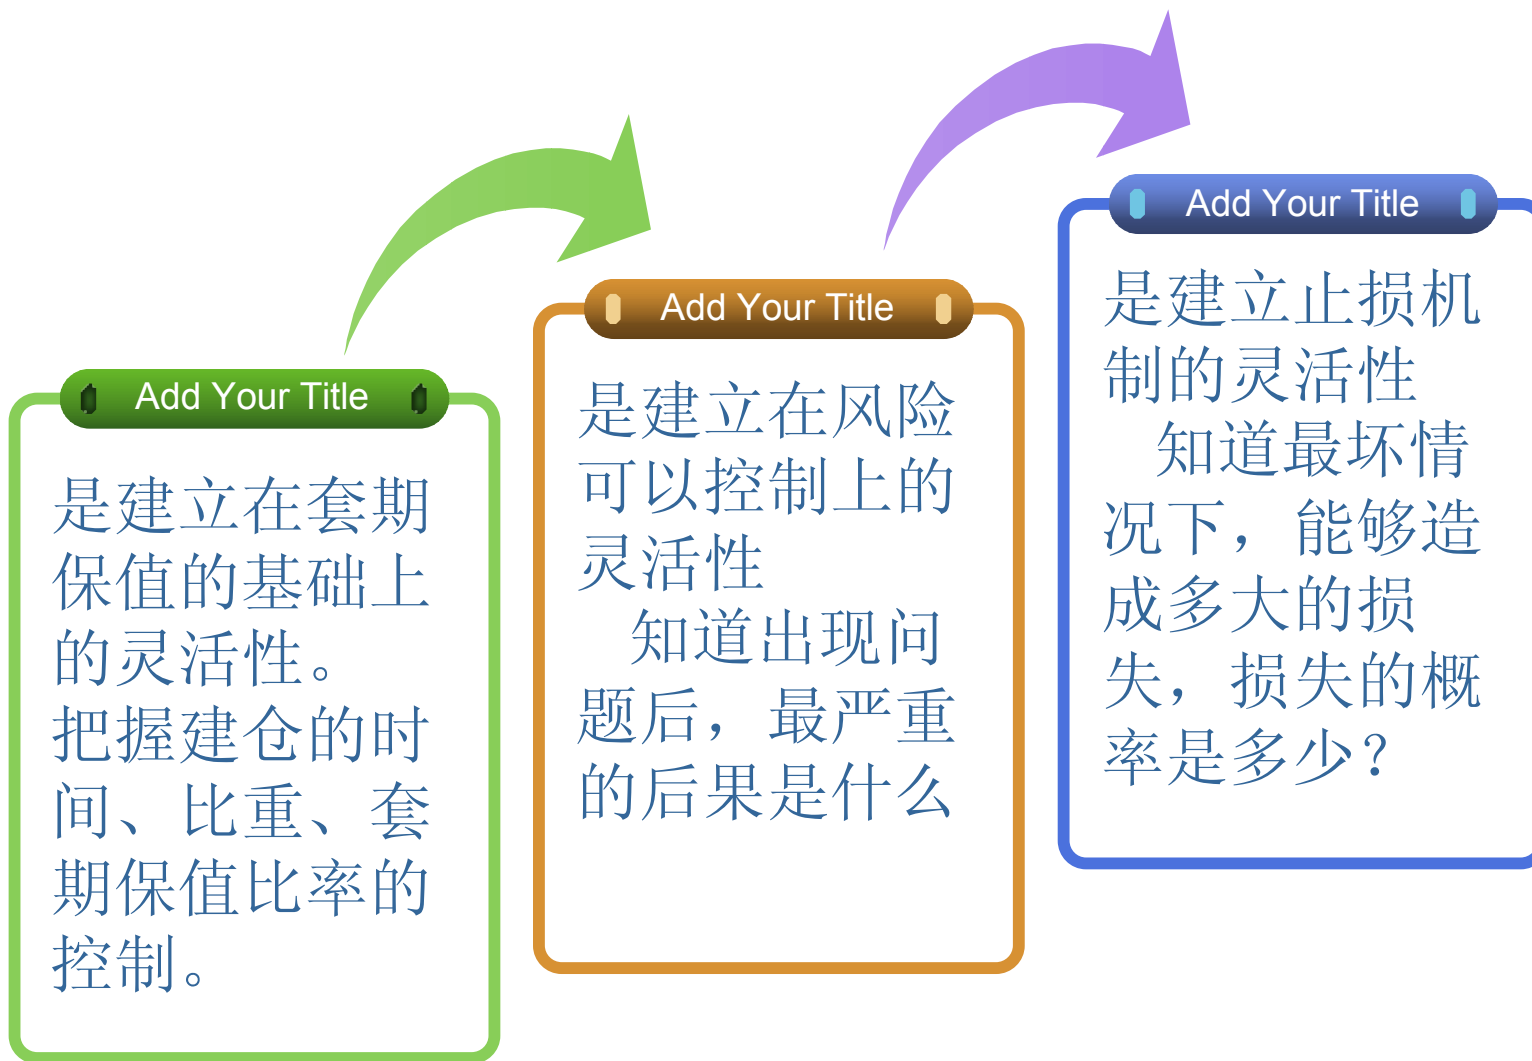 Add Your Title
是建立在套期
保值的基础上
的灵活性。
把握建仓的时
间、比重、套
期保值比率的
控制。
Add Your Title
是建立在风险
可以控制上的
灵活性
知道出现问
题后，最严重
的后果是什么
Add Your Title
是建立止损机
制的灵活性
知道最坏情
况下，能够造
成多大的损
失，损失的概
率是多少?